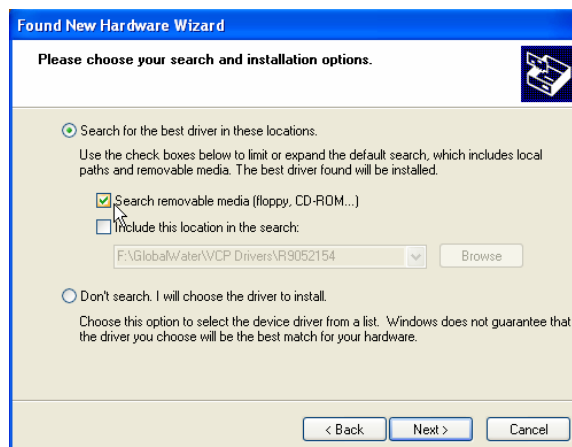 Found New Hardware Wizard
Please choose your search and installation options.
Search for the best driver in these locations.
Use the check boxes below to limit or expand the default search, which includes local
paths and removable media. The best driver found will be installed.
Search removable media (floppy, CD-ROM...)
Include this location in the search:
F:\GlobalWater\VCP Drivers\R9052154
Browse
Don't search. I will choose the driver to install.
Choose this option to select the device driver from a list. Windows does not guarantee that
the driver you choose will be the best match for your hardware.
< Back
Next >
Cancel